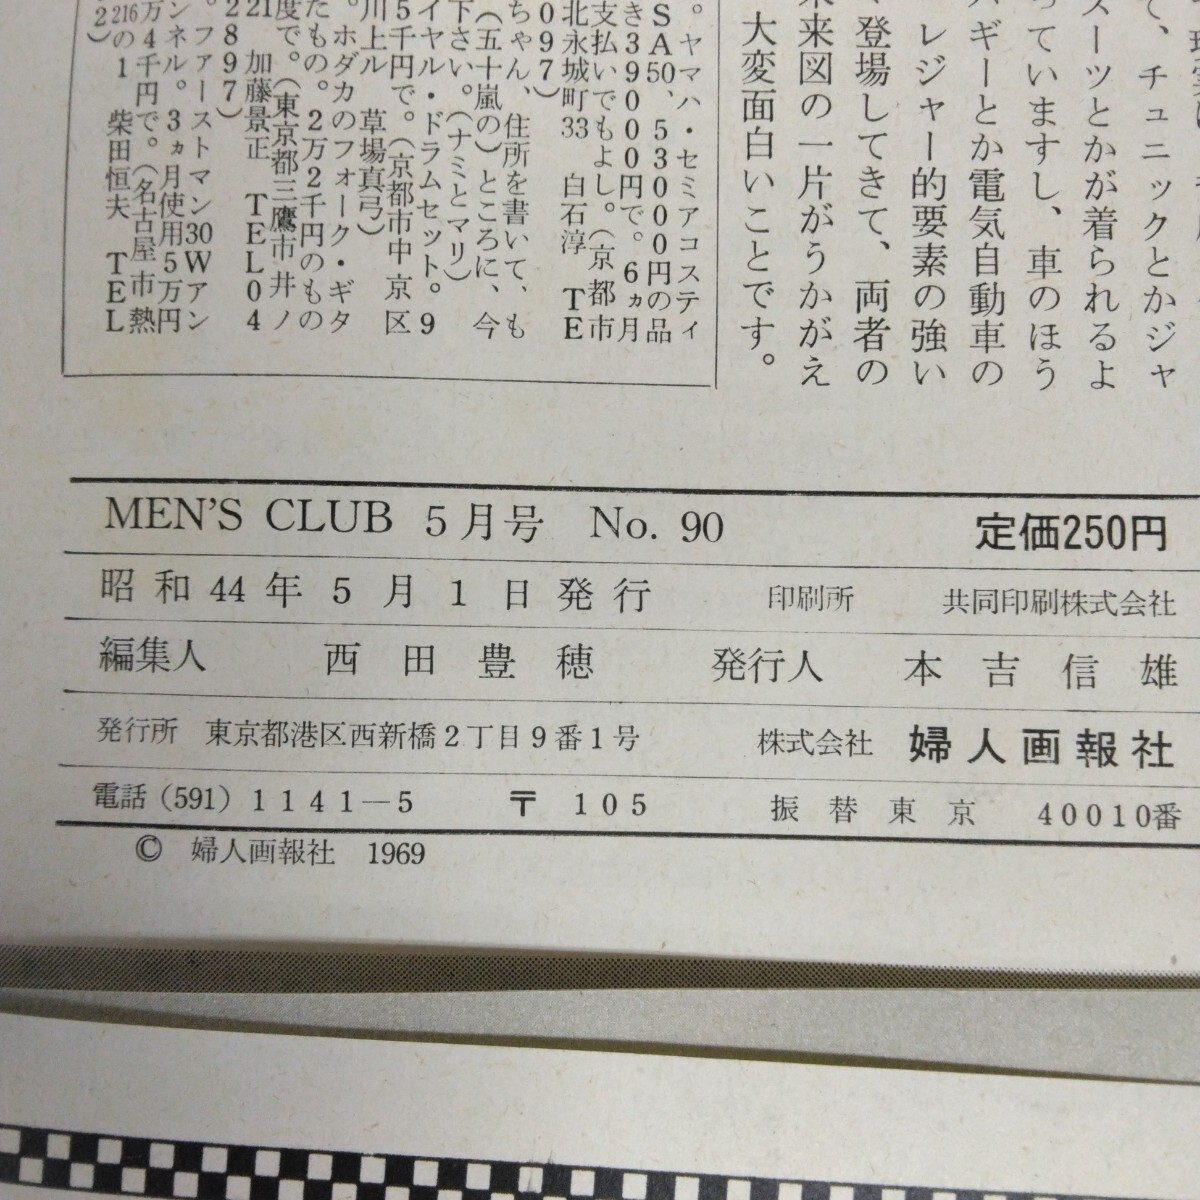 スーツとかが着られるよ
っていますし、車のほう
バギーとか電気自動車の
レジャー的要素の強い
登場してきて、両者の
未来図の一片がうかがえ
大変面白いことです。
。ヤマハ・セミアコスティ
SA50、53000円の品
き39000円で。6ヵ月
支払いでもよし。(京都市
北永城町33 白石淳 TE
097)
ちゃん、住所を書いて、も
(五十嵐の)ところに、今
下さい。(ナミとマリ)
イヤル・ドラムセット。9
5千円で。(京都市中京区
川上ル 草場真弓)
。ホダカのフォーク・ギタ
たもの。2万2千円のもの
度で。(東京都三鷹市井ノ
21 加藤景正 TEL04
2897)
。ファーストマン30Wアン
ンネル。3ヵ月使用5万円
万4千円で。(名古屋市熱
216の1 柴田恒夫 TEL
MEN'S CLUB 5月号 No. 90 定価250円
昭和44年5月1日発行 印刷所 共同印刷株式会社
編集人 西田豊穂 発行人 本吉信雄
発行所 東京都港区西新橋2丁目9番1号 株式会社 婦人画報社
電話(591)1141-5 〒105 振替東京 40010番
© 婦人画報社 1969